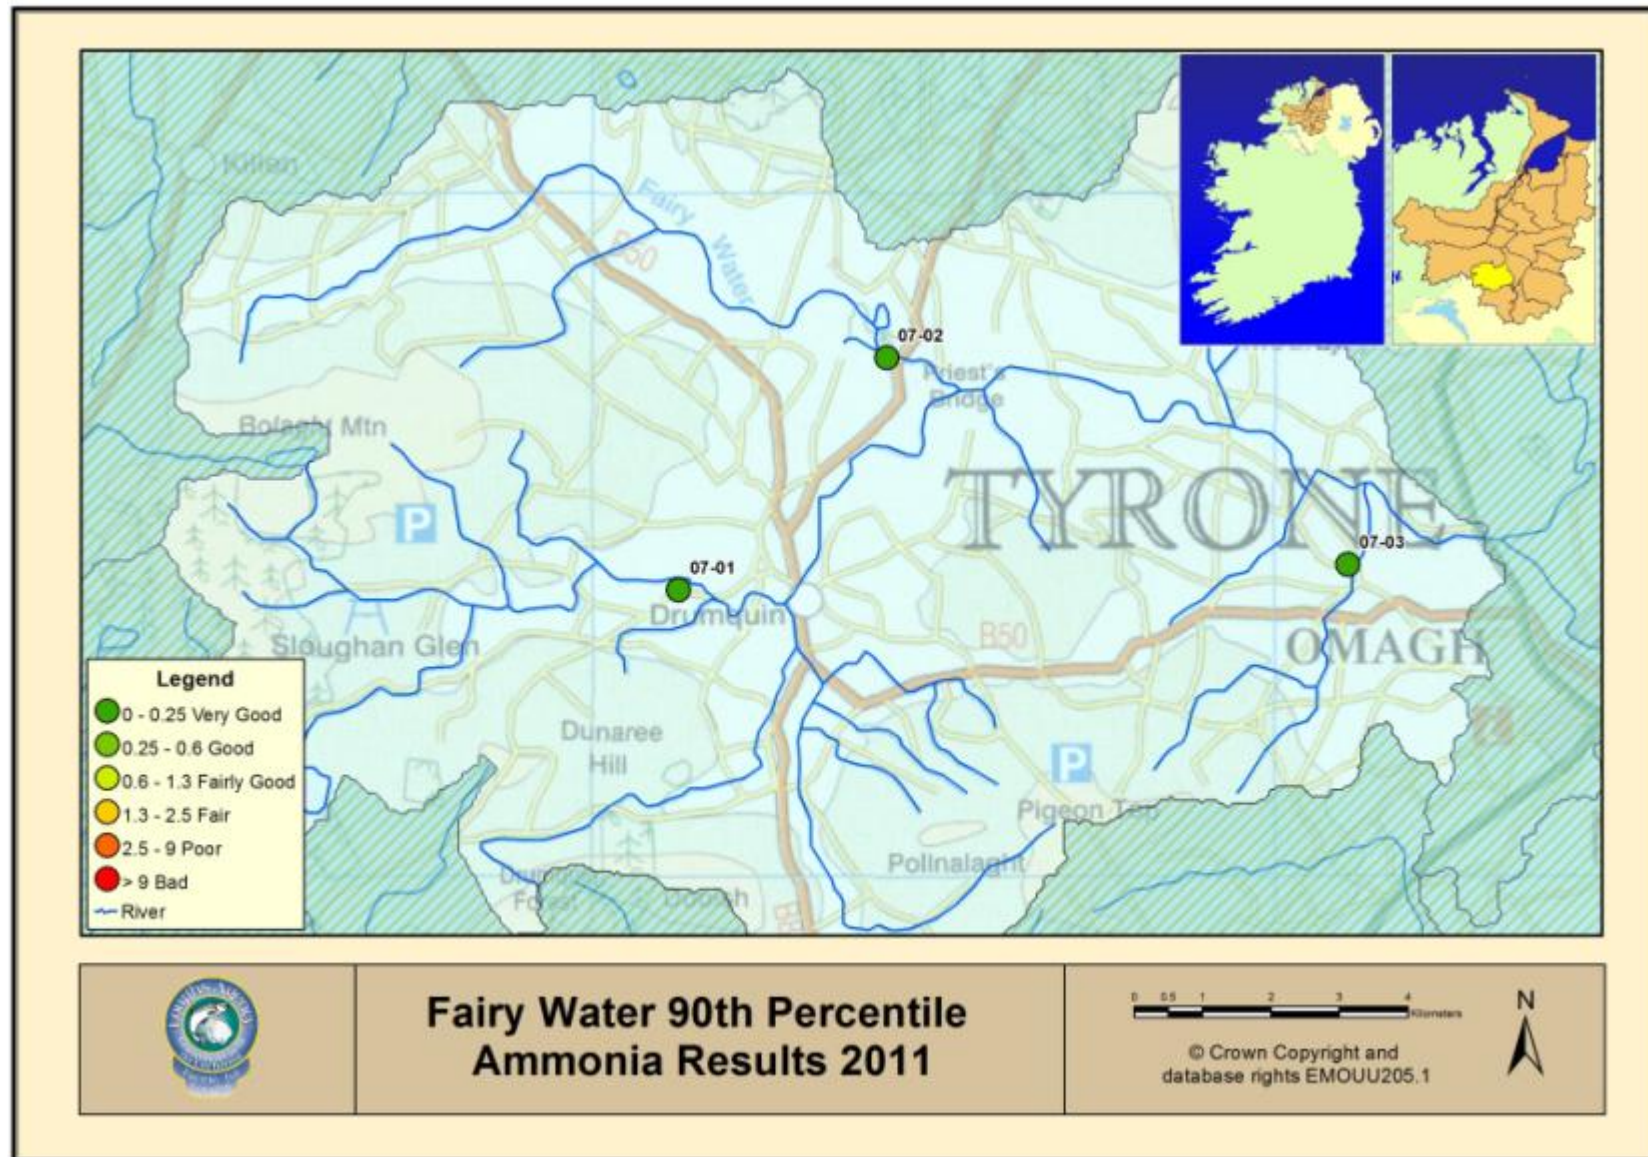 Killen
Fairy
Water
B50
07-02
Priest's
Bridge
Bolaght Mtn
P
TYRONE
07-03
07-01
Drumquin
B50
OMAGH
Sloughan Glen
Dunaree
Hill
P
Pigeon Top
Pollnalaght
Dooish
Legend
0 - 0.25 Very Good
0.25 - 0.6 Good
0.6 - 1.3 Fairly Good
1.3 - 2.5 Fair
2.5 - 9 Poor
> 9 Bad
River
Loughs Agency
Fairy Water 90th Percentile
Ammonia Results 2011
0 0.5 1 2 3 4
Kilometers
© Crown Copyright and
database rights EMOUU205.1
N